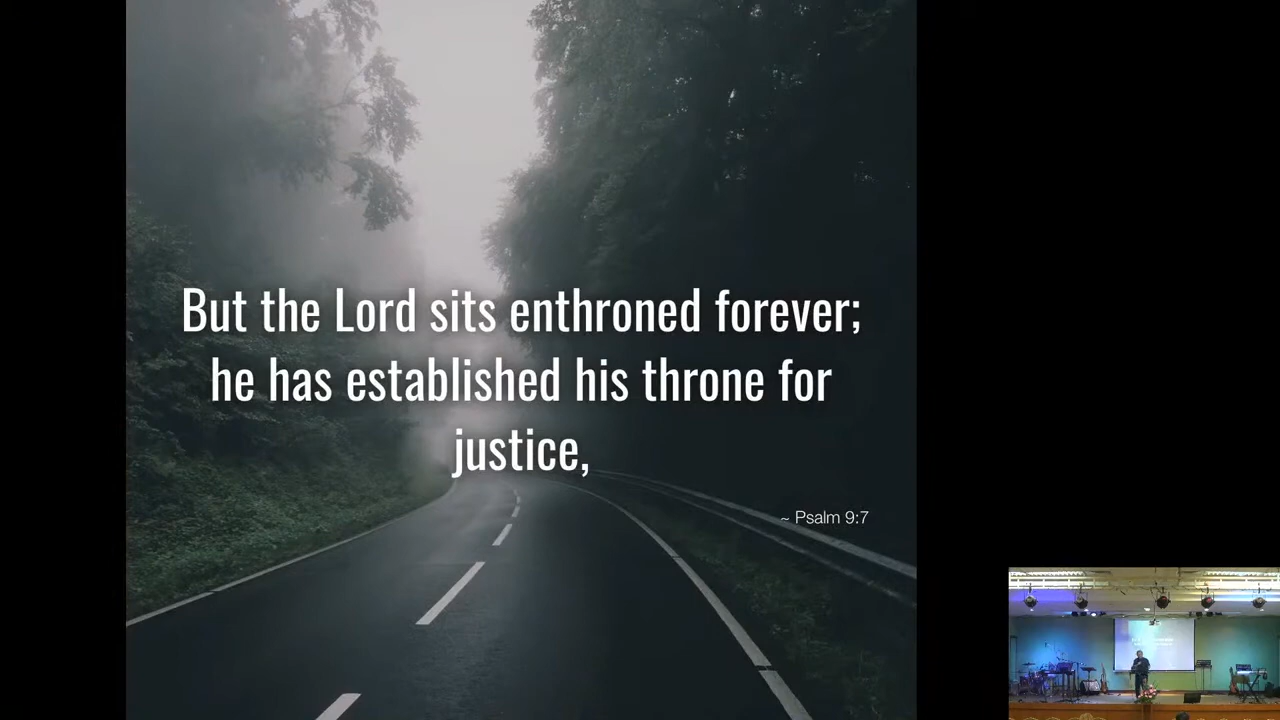 But the Lord sits enthroned forever;
he has established his throne for
justice,
~ Psalm 9:7